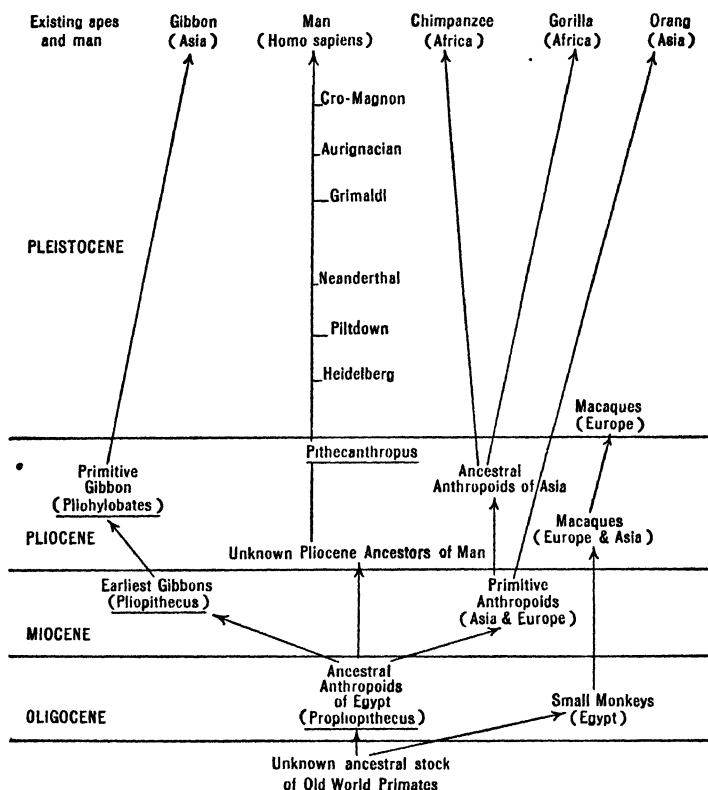 Existing apes and man
Gibbon (Asia)
Man (Homo sapiens)
Chimpanzee (Africa)
Gorilla (Africa)
Orang (Asia)
Cro-Magnon
Aurignacian
Grimaldi
PLEISTOCENE
Neanderthal
Piltdown
Heidelberg
Macaques
(Europe)
Pithecanthropus
Primitive
Gibbon
(Pliohylobates)
Ancestral
Anthropoids of Asia
PLIOCENE
Macaques
(Europe & Asia)
Unknown Pliocene Ancestors of Man
Earliest Gibbons
(Pliopithecus)
Primitive
Anthropoids
(Asia & Europe)
MIOCENE
Ancestral
Anthropoids
of Egypt
(Propliopithecus)
OLIGOCENE
Small Monkeys
(Egypt)
Unknown ancestral stock
of Old World Primates